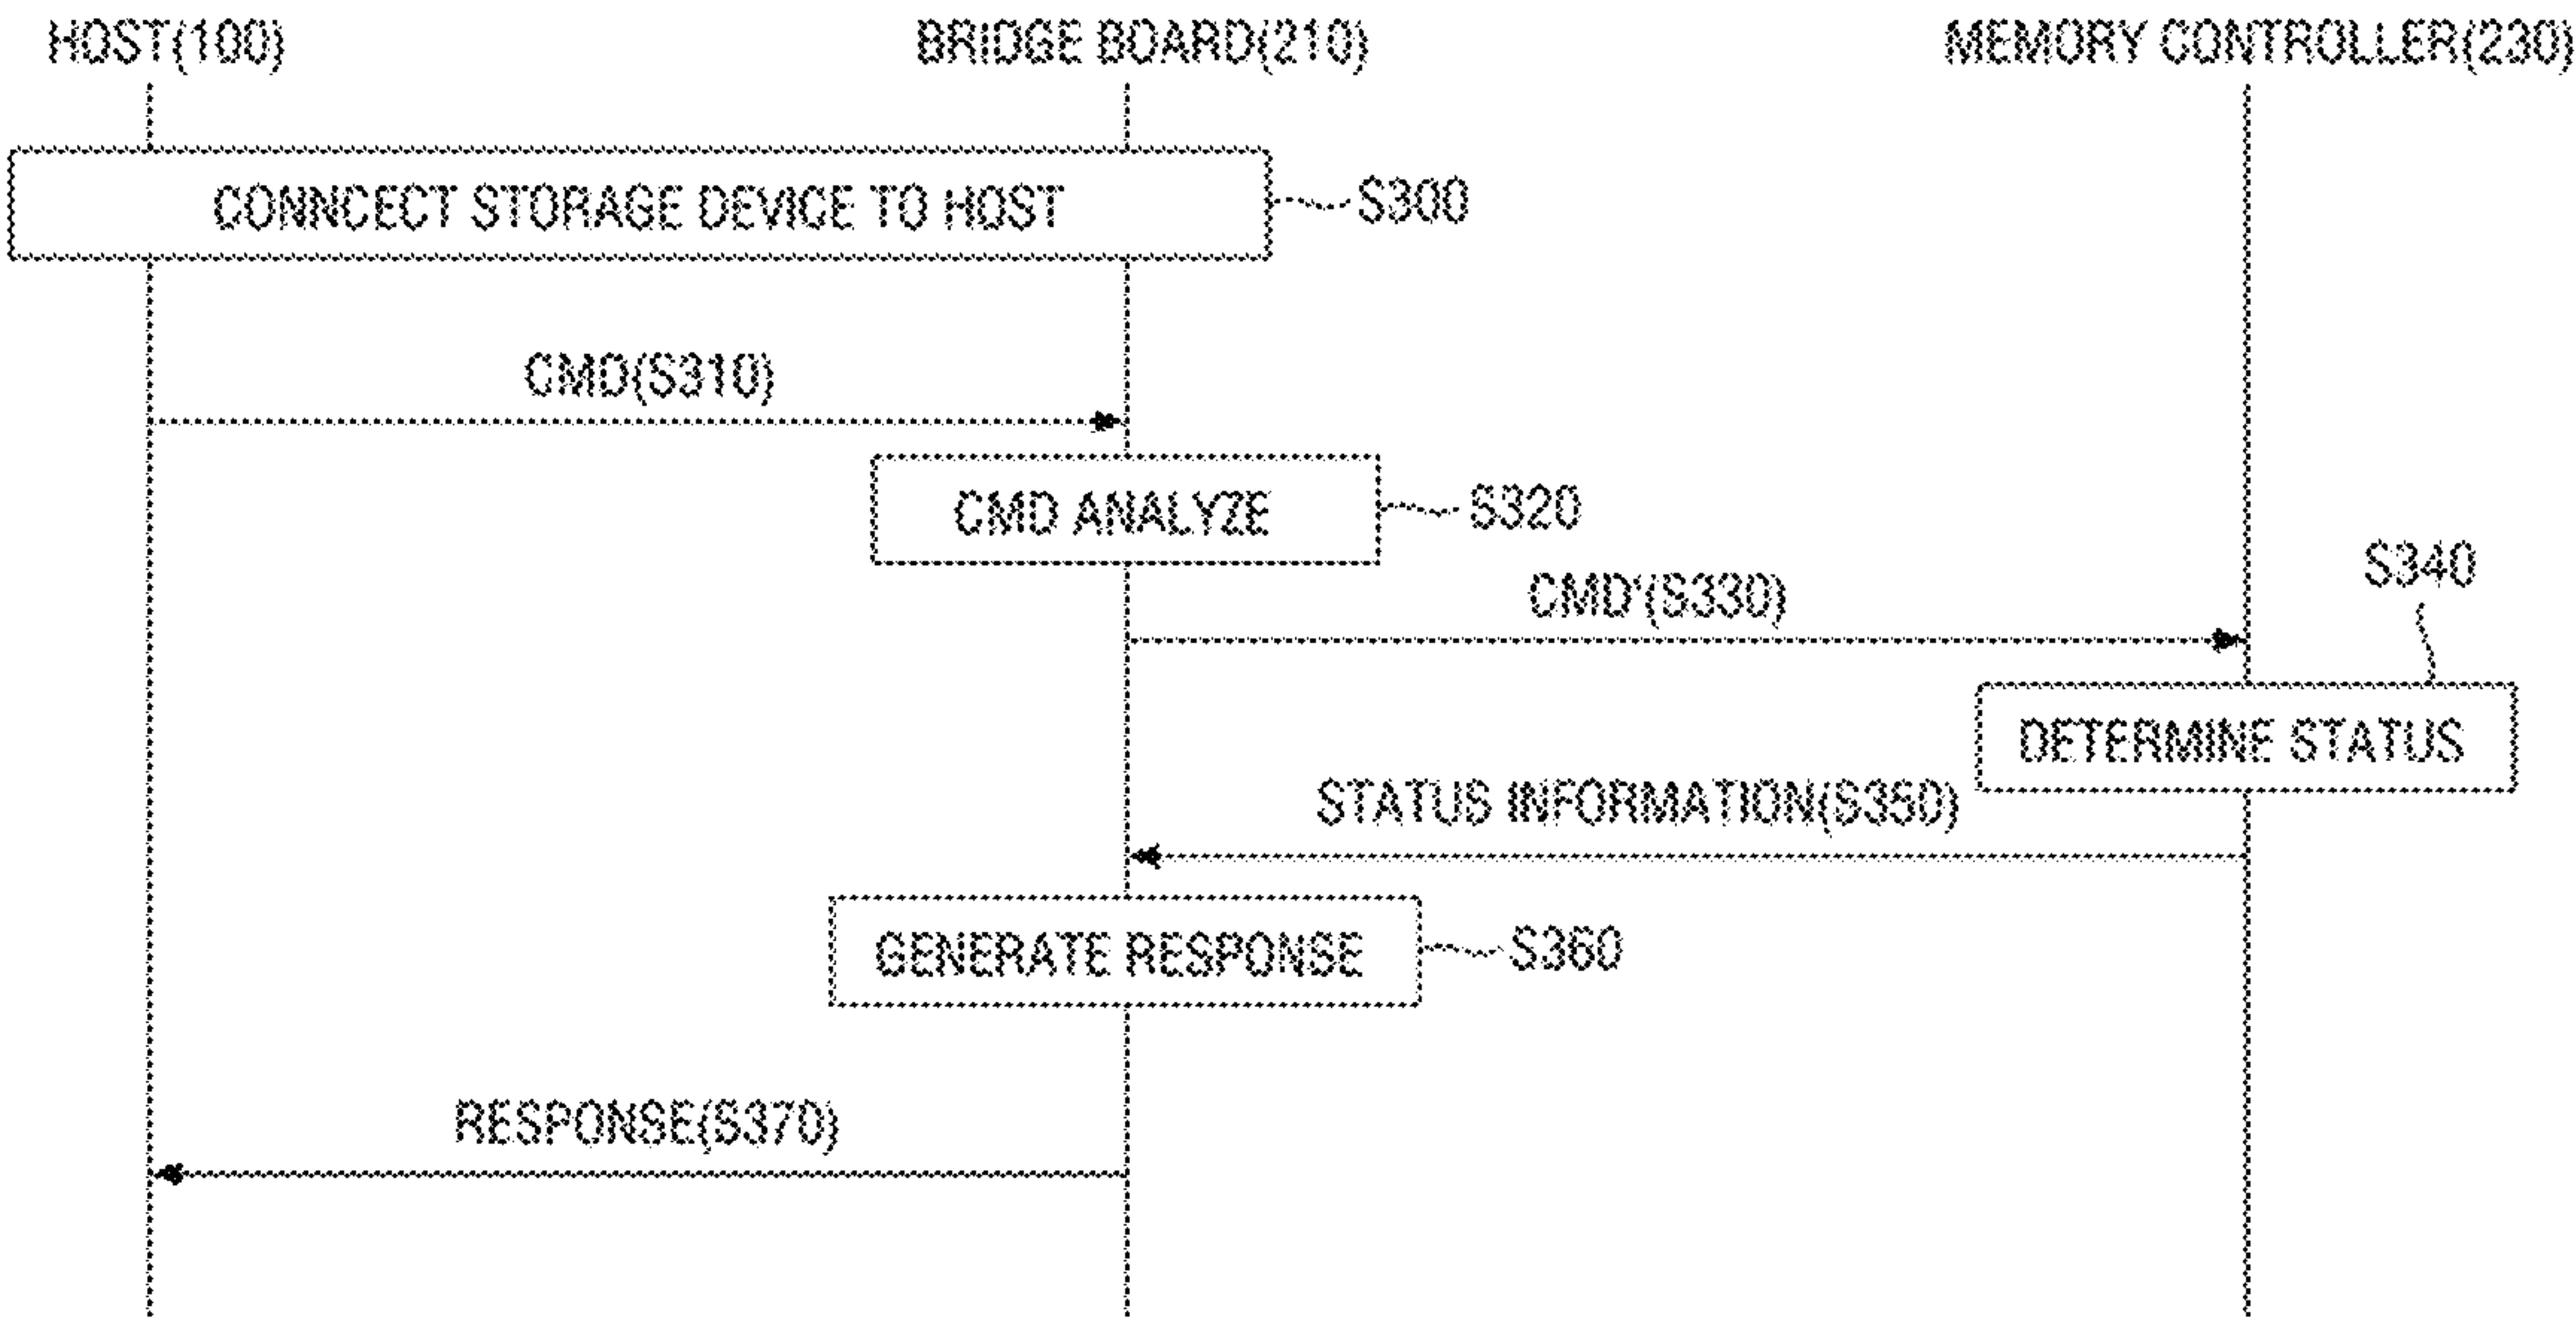 HOST(100)
BRIDGE BOARD(210)
MEMORY CONTROLLER(230)
CONNCECT STORAGE DEVICE TO HOST
S300
CMD(S310)
CMD ANALYZE
S320
CMD'(S330)
S340
DETERMINE STATUS
STATUS INFORMATION(S350)
GENERATE RESPONSE
S360
RESPONSE(S370)